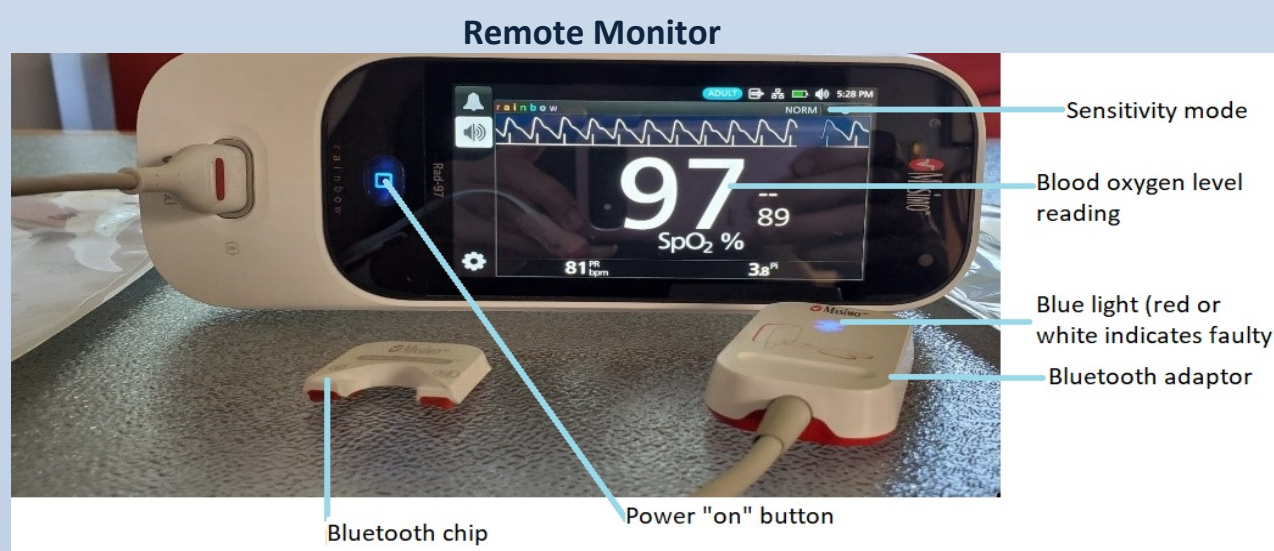 Remote Monitor
ADULT 5:28 PM
rainbow
NORM
Sensitivity mode
97
--
89
SpO₂ %
81 PR bpm
3.8 Pi
rainbow
Rad-97
Masimo
Blood oxygen level
reading
Blue light (red or
white indicates faulty
Masimo
Bluetooth adaptor
Masimo
Power "on" button
Bluetooth chip